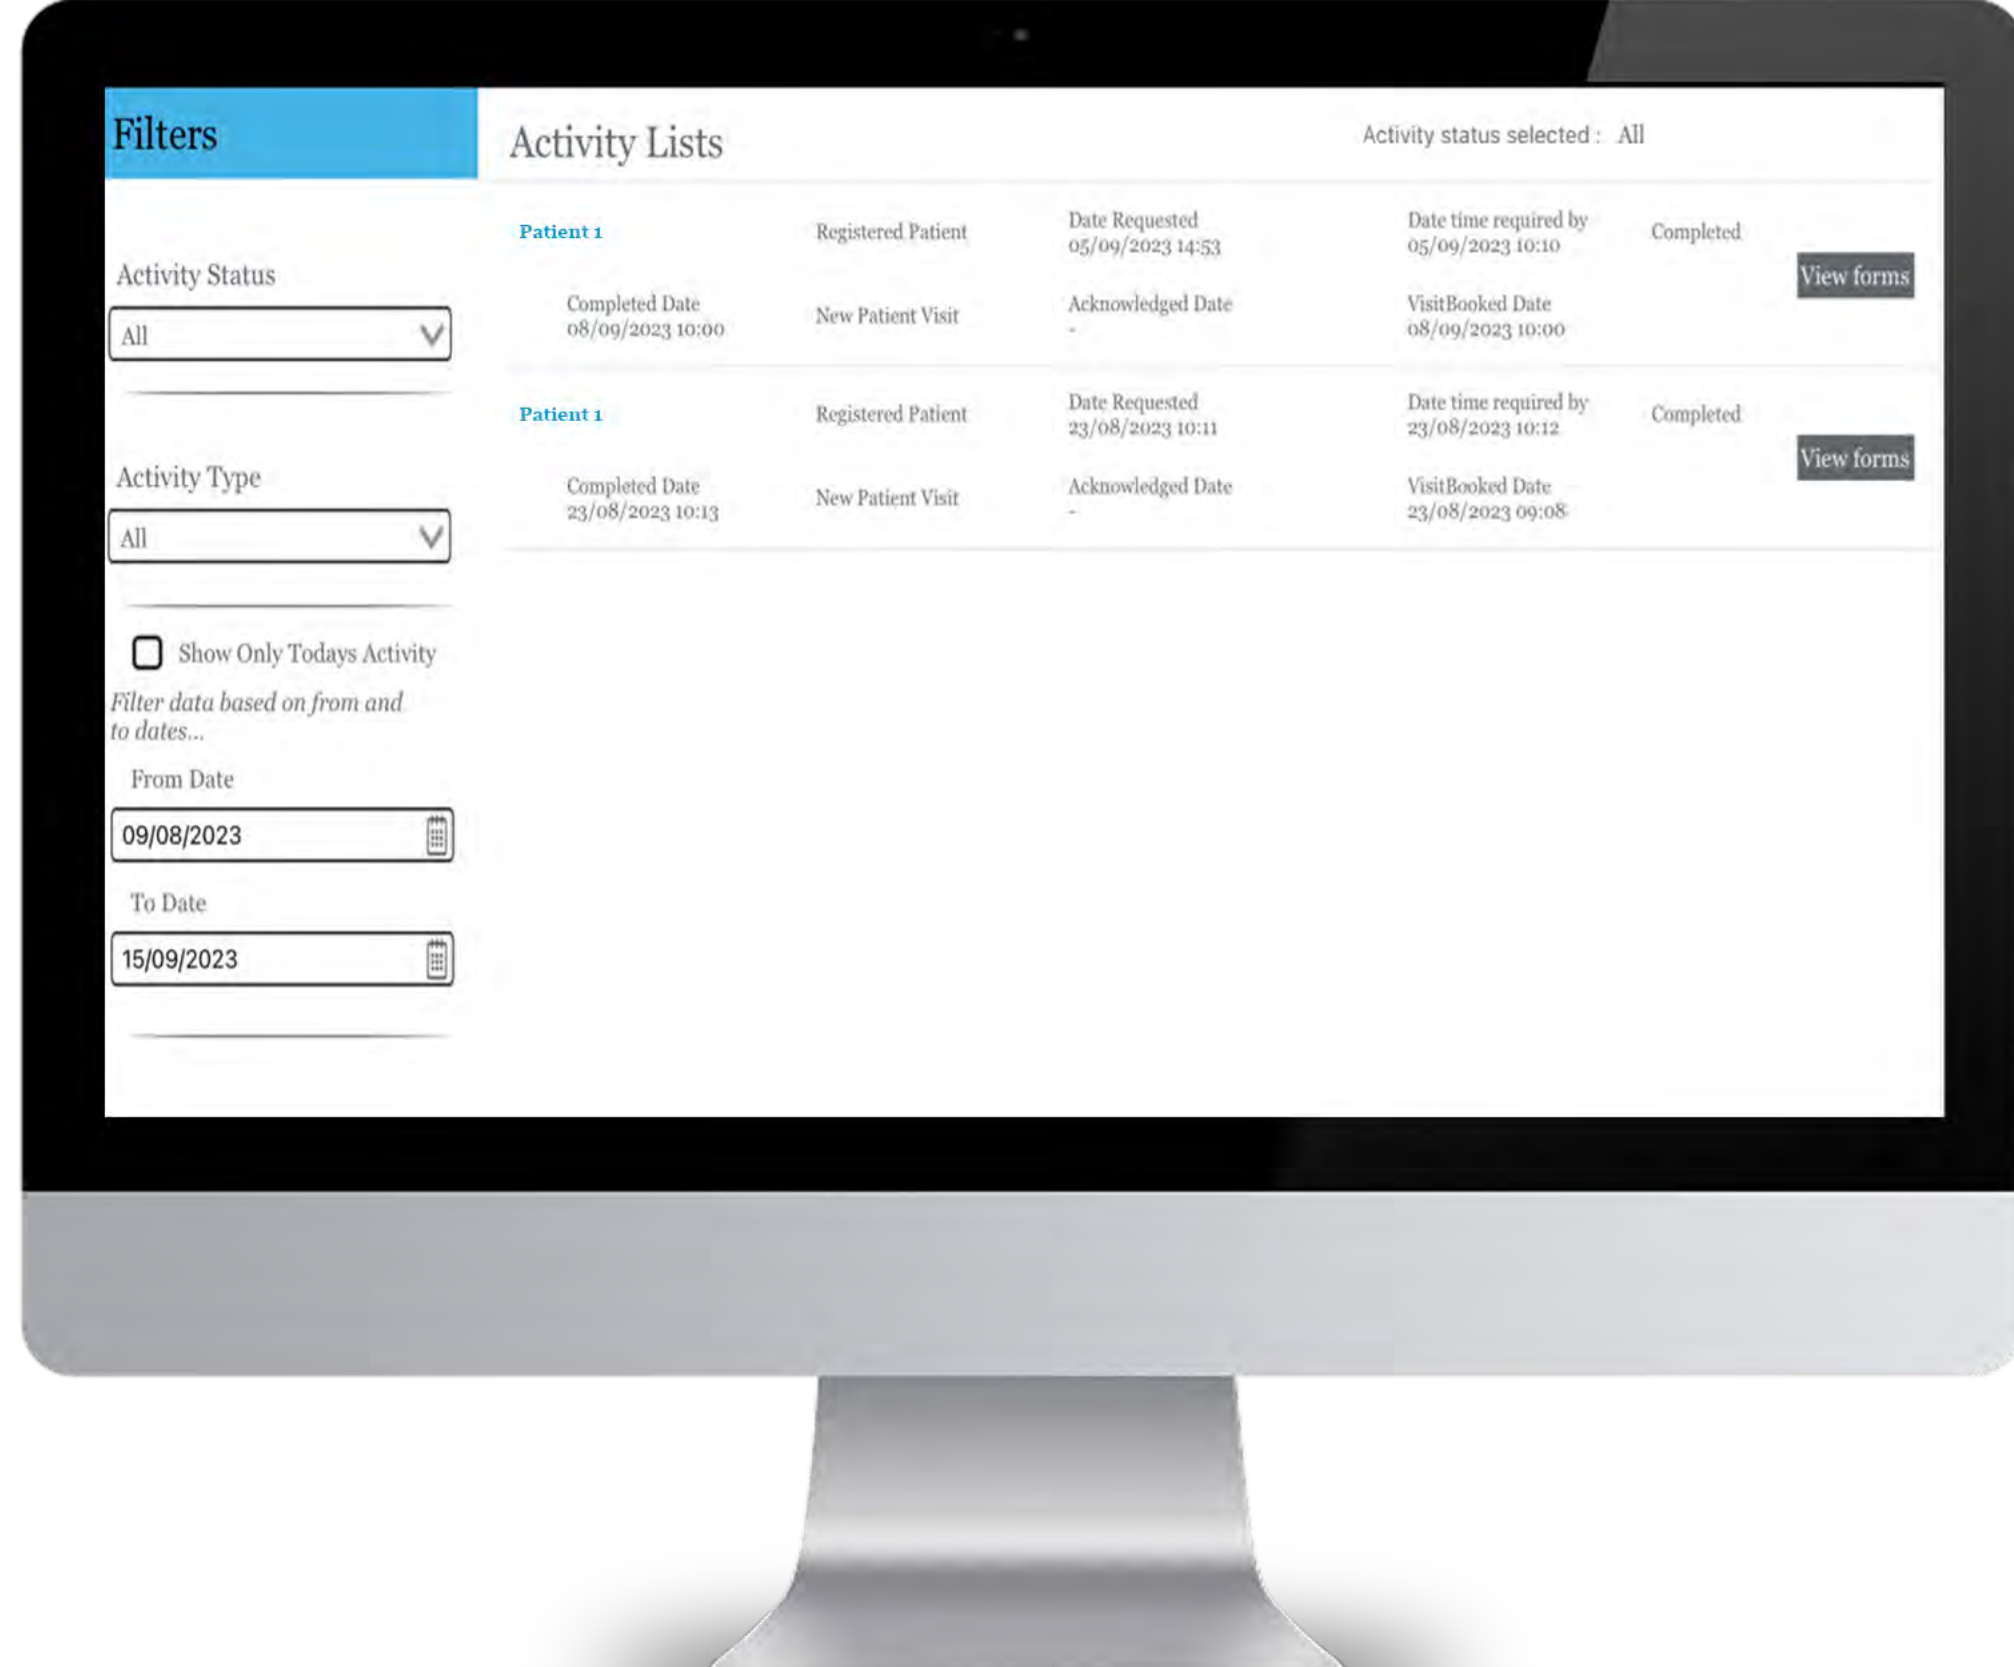 Filters
Activity Status
All
Activity Type
All
Show Only Todays Activity
Filter data based on from and
to dates...
From Date
09/08/2023
To Date
15/09/2023
Activity Lists
Activity status selected : All
Patient 1
Registered Patient
Date Requested
05/09/2023 14:53
Date time required by
05/09/2023 10:10
Completed
View forms
Completed Date
08/09/2023 10:00
New Patient Visit
Acknowledged Date
-
VisitBooked Date
08/09/2023 10:00
Patient 1
Registered Patient
Date Requested
23/08/2023 10:11
Date time required by
23/08/2023 10:12
Completed
View forms
Completed Date
23/08/2023 10:13
New Patient Visit
Acknowledged Date
-
VisitBooked Date
23/08/2023 09:08